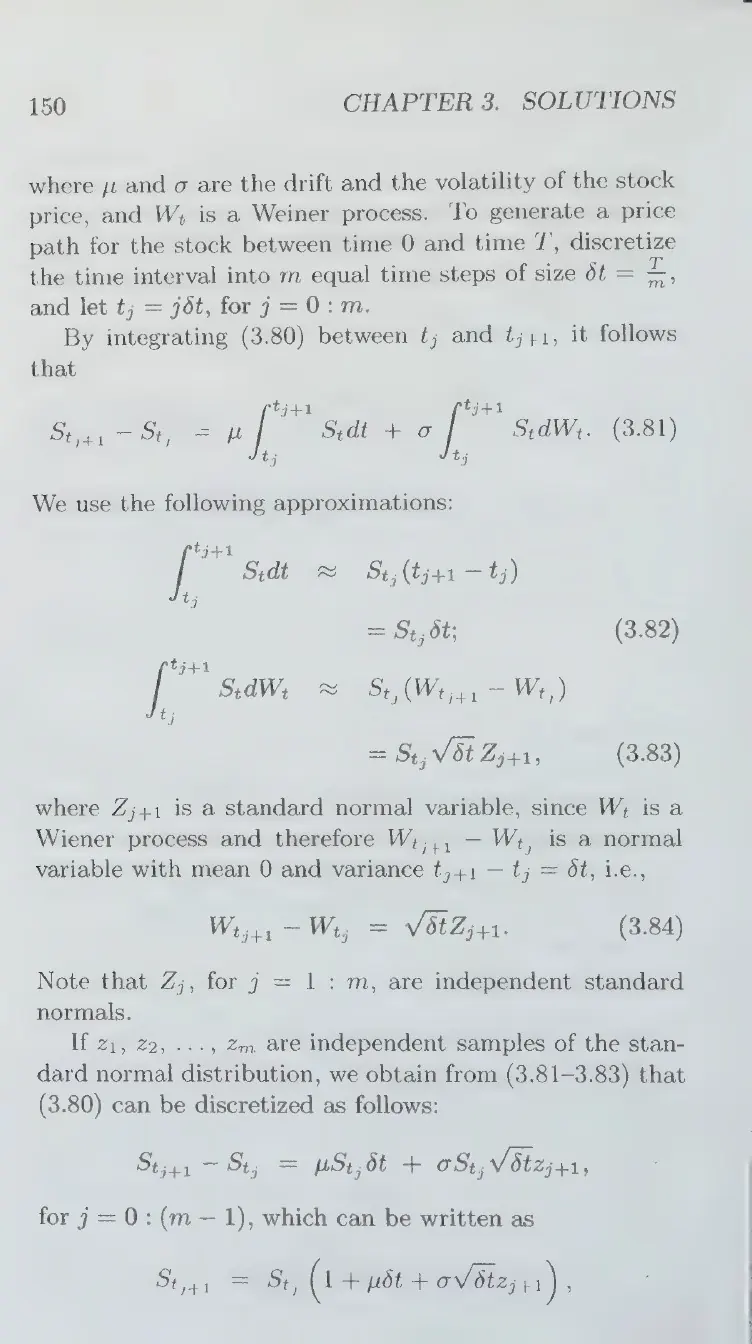 150 CHAPTER 3. SOLUTIONS
where μ and σ are the drift and the volatility of the stock
price, and W_t is a Weiner process. To generate a price
path for the stock between time 0 and time T, discretize
the time interval into m equal time steps of size δt = T/m,
and let t_j = jδt, for j = 0 : m.
By integrating (3.80) between t_j and t_{j+1}, it follows
that
S_{t_{j+1}} − S_{t_j} = μ ∫_{t_j}^{t_{j+1}} S_t dt + σ ∫_{t_j}^{t_{j+1}} S_t dW_t. (3.81)
We use the following approximations:
∫_{t_j}^{t_{j+1}} S_t dt ≈ S_{t_j}(t_{j+1} − t_j)
= S_{t_j} δt; (3.82)
∫_{t_j}^{t_{j+1}} S_t dW_t ≈ S_{t_j}(W_{t_{j+1}} − W_{t_j})
= S_{t_j} √δt Z_{j+1}, (3.83)
where Z_{j+1} is a standard normal variable, since W_t is a
Wiener process and therefore W_{t_{j+1}} − W_{t_j} is a normal
variable with mean 0 and variance t_{j+1} − t_j = δt, i.e.,
W_{t_{j+1}} − W_{t_j} = √δt Z_{j+1}. (3.84)
Note that Z_j, for j = 1 : m, are independent standard
normals.
If z_1, z_2, ..., z_m are independent samples of the stan-
dard normal distribution, we obtain from (3.81–3.83) that
(3.80) can be discretized as follows:
S_{t_{j+1}} − S_{t_j} = μS_{t_j} δt + σS_{t_j} √δt z_{j+1},
for j = 0 : (m − 1), which can be written as
S_{t_{j+1}} = S_{t_j} (1 + μδt + σ√δt z_{j+1}),